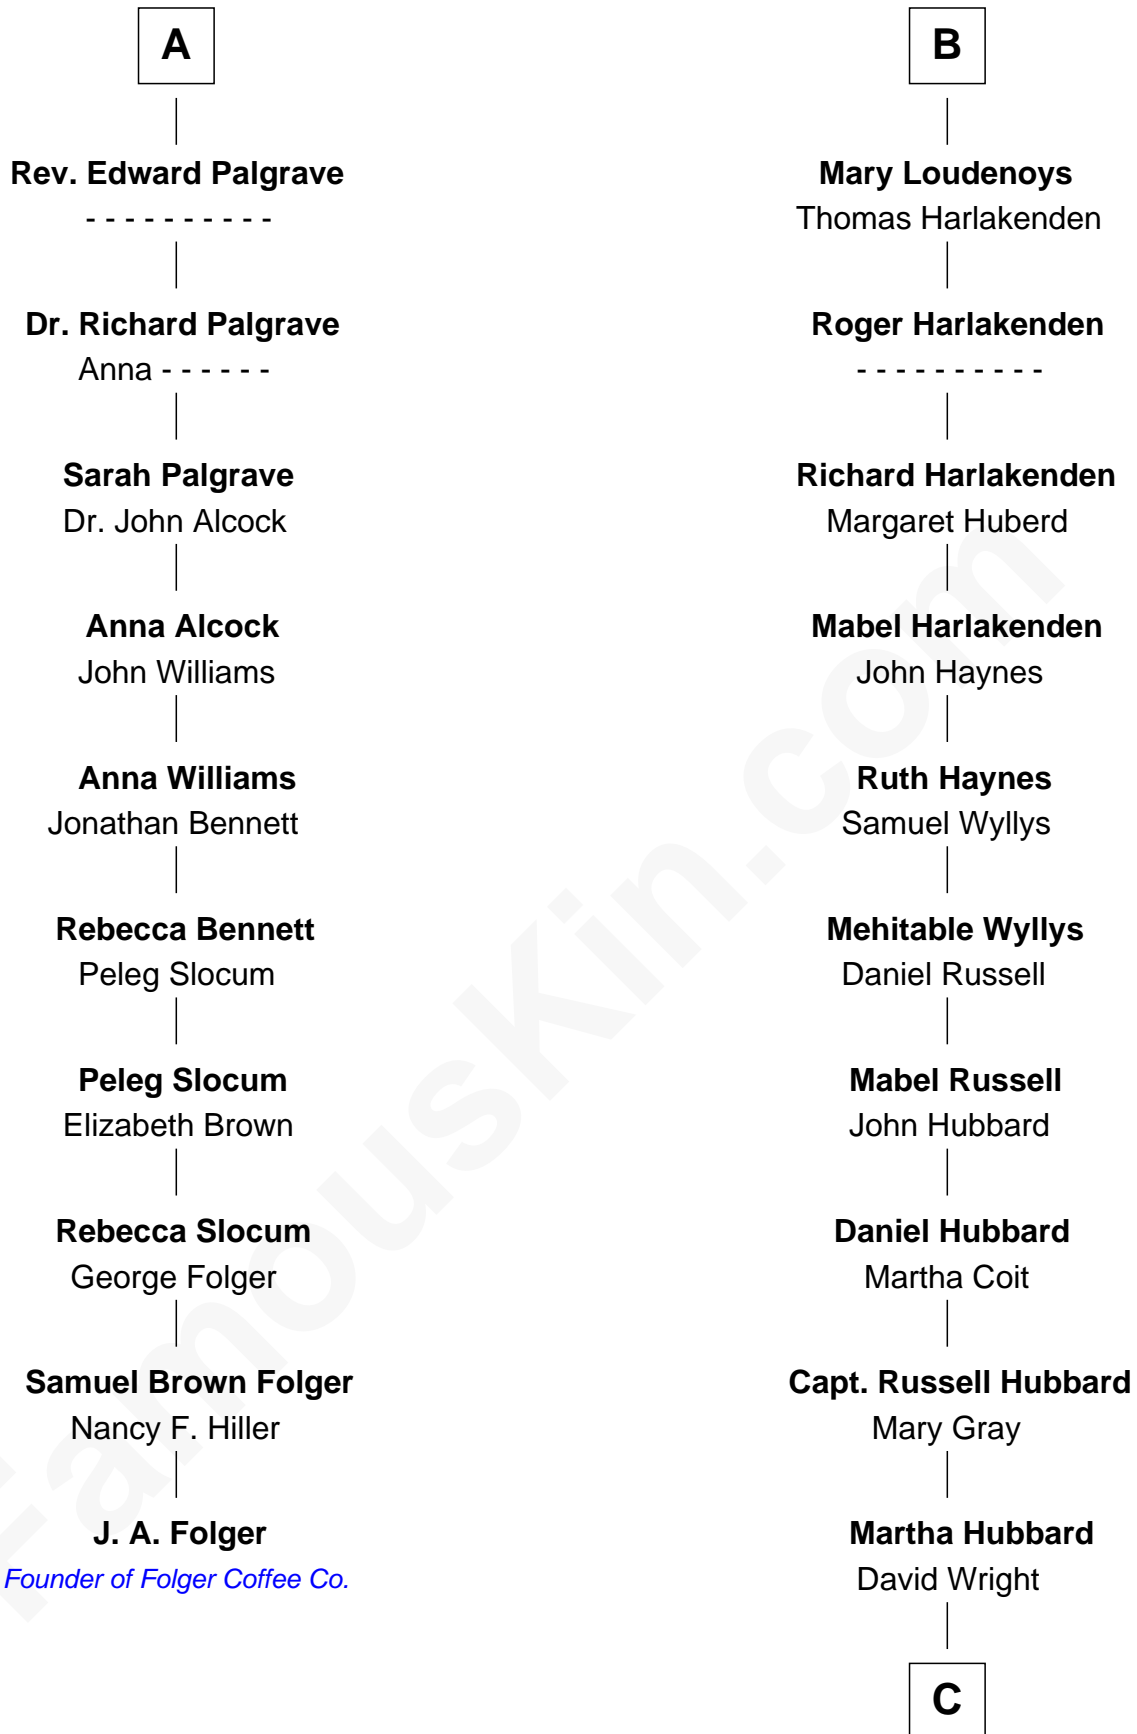 A
Rev. Edward Palgrave
- - - - - - - - - -
Dr. Richard Palgrave
Anna - - - - - -
Sarah Palgrave
Dr. John Alcock
Anna Alcock
John Williams
Anna Williams
Jonathan Bennett
Rebecca Bennett
Peleg Slocum
Peleg Slocum
Elizabeth Brown
Rebecca Slocum
George Folger
Samuel Brown Folger
Nancy F. Hiller
J. A. Folger
Founder of Folger Coffee Co.
B
Mary Loudenoys
Thomas Harlakenden
Roger Harlakenden
- - - - - - - - - -
Richard Harlakenden
Margaret Huberd
Mabel Harlakenden
John Haynes
Ruth Haynes
Samuel Wyllys
Mehitable Wyllys
Daniel Russell
Mabel Russell
John Hubbard
Daniel Hubbard
Martha Coit
Capt. Russell Hubbard
Mary Gray
Martha Hubbard
David Wright
C
FamousKin.com